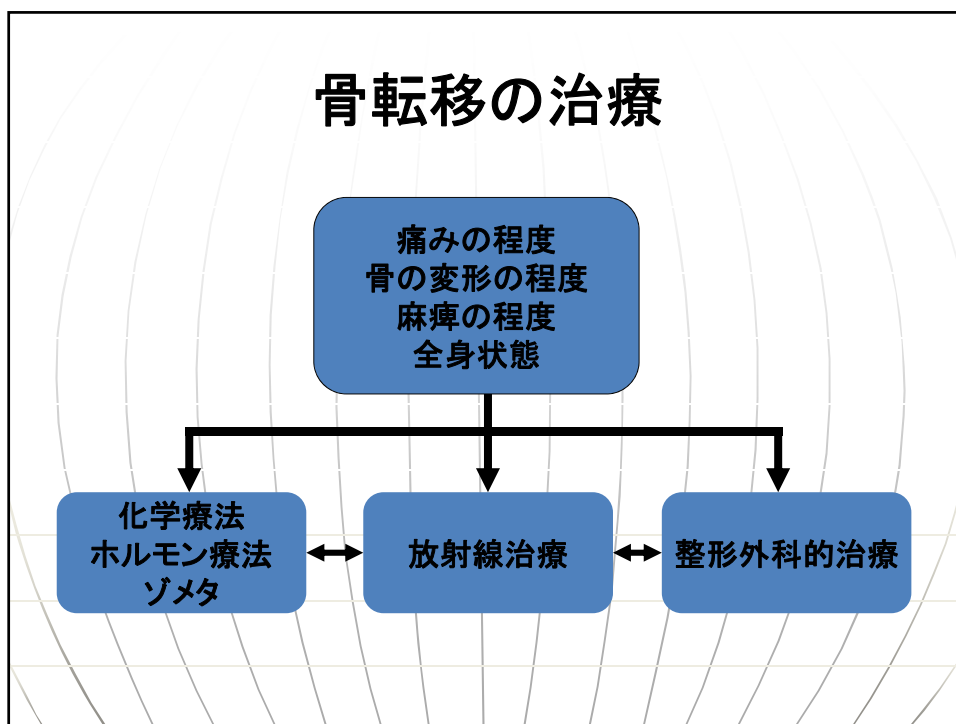 骨転移の治療
痛みの程度
骨の変形の程度
麻痺の程度
全身状態
化学療法
ホルモン療法
ゾメタ
放射線治療
整形外科的治療